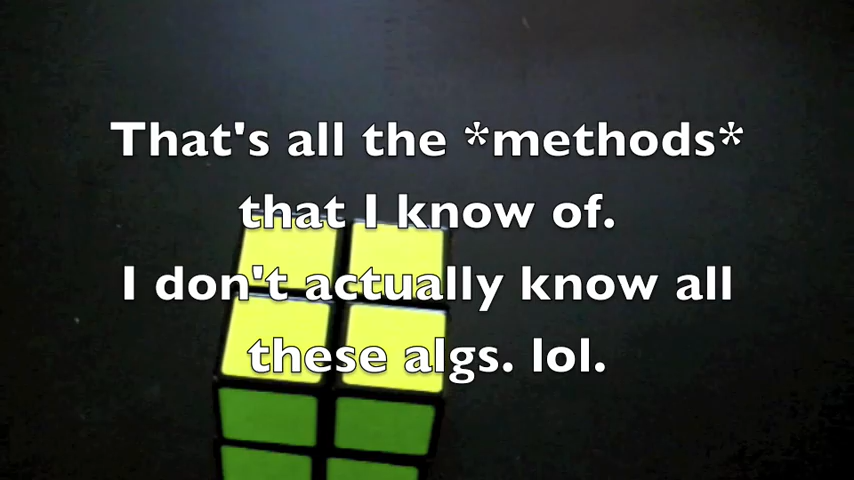 That's all the *methods*
that I know of.
I don't actually know all
these algs. lol.